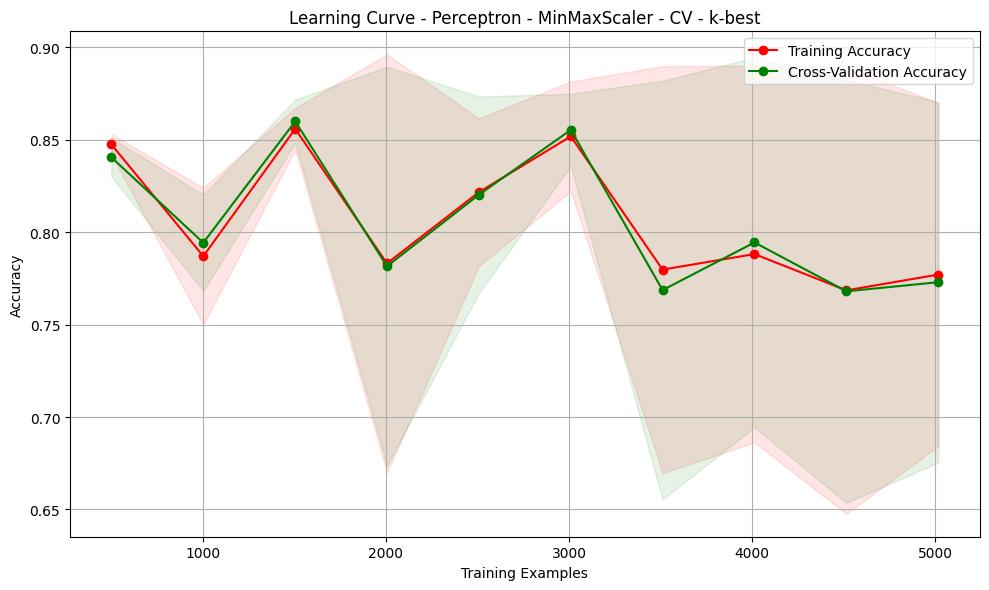 Learning Curve - Perceptron - MinMaxScaler - CV - k-best
Training Accuracy
Cross-Validation Accuracy
Accuracy
0.90
0.85
0.80
0.75
0.70
0.65
1000 2000 3000 4000 5000
Training Examples